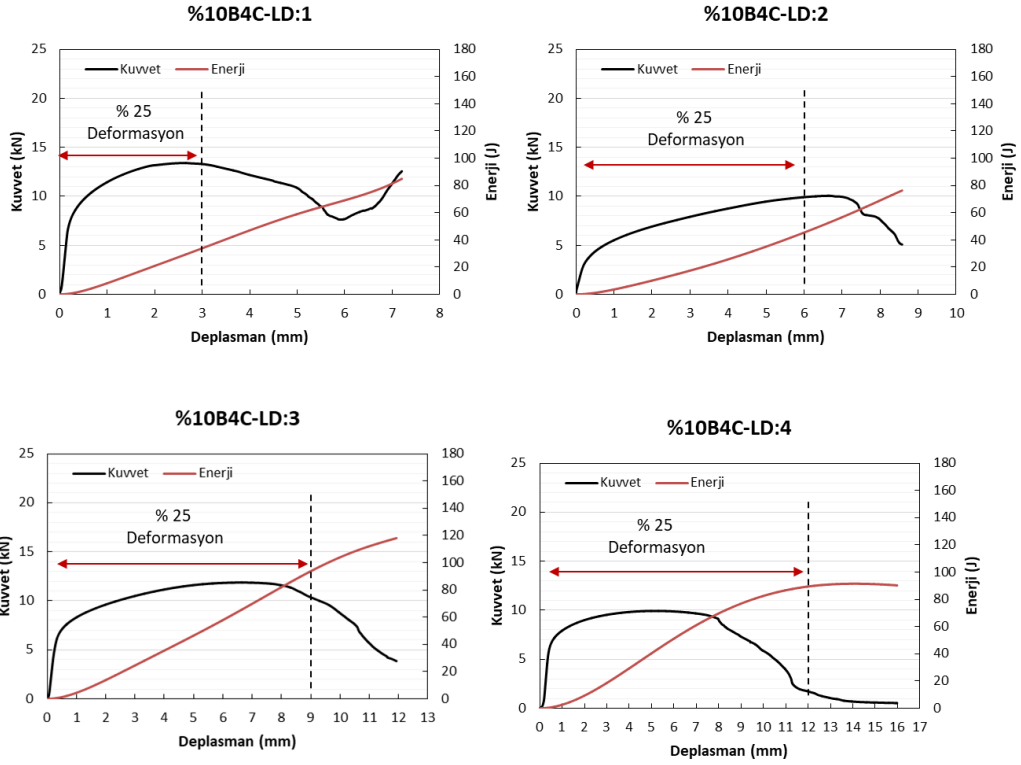 %10B4C-LD:1
25
20
15
10
5
0
Kuvvet (kN)
Kuvvet
Enerji
% 25
Deformasyon
180
160
140
120
100
80
60
40
20
0
Enerji (J)
0 1 2 3 4 5 6 7 8
Deplasman (mm)
%10B4C-LD:2
25
20
15
10
5
0
Kuvvet (kN)
Kuvvet
Enerji
% 25
Deformasyon
180
160
140
120
100
80
60
40
20
0
Enerji (J)
0 1 2 3 4 5 6 7 8 9 10
Deplasman (mm)
%10B4C-LD:3
25
20
15
10
5
0
Kuvvet (kN)
Kuvvet
Enerji
% 25
Deformasyon
180
160
140
120
100
80
60
40
20
0
0 1 2 3 4 5 6 7 8 9 10 11 12 13
Deplasman (mm)
%10B4C-LD:4
25
20
15
10
5
0
Kuvvet (kN)
Kuvvet
Enerji
% 25
Deformasyon
180
160
140
120
100
80
60
40
20
0
Enerji (J)
0 1 2 3 4 5 6 7 8 9 10 11 12 13 14 15 16 17
Deplasman (mm)